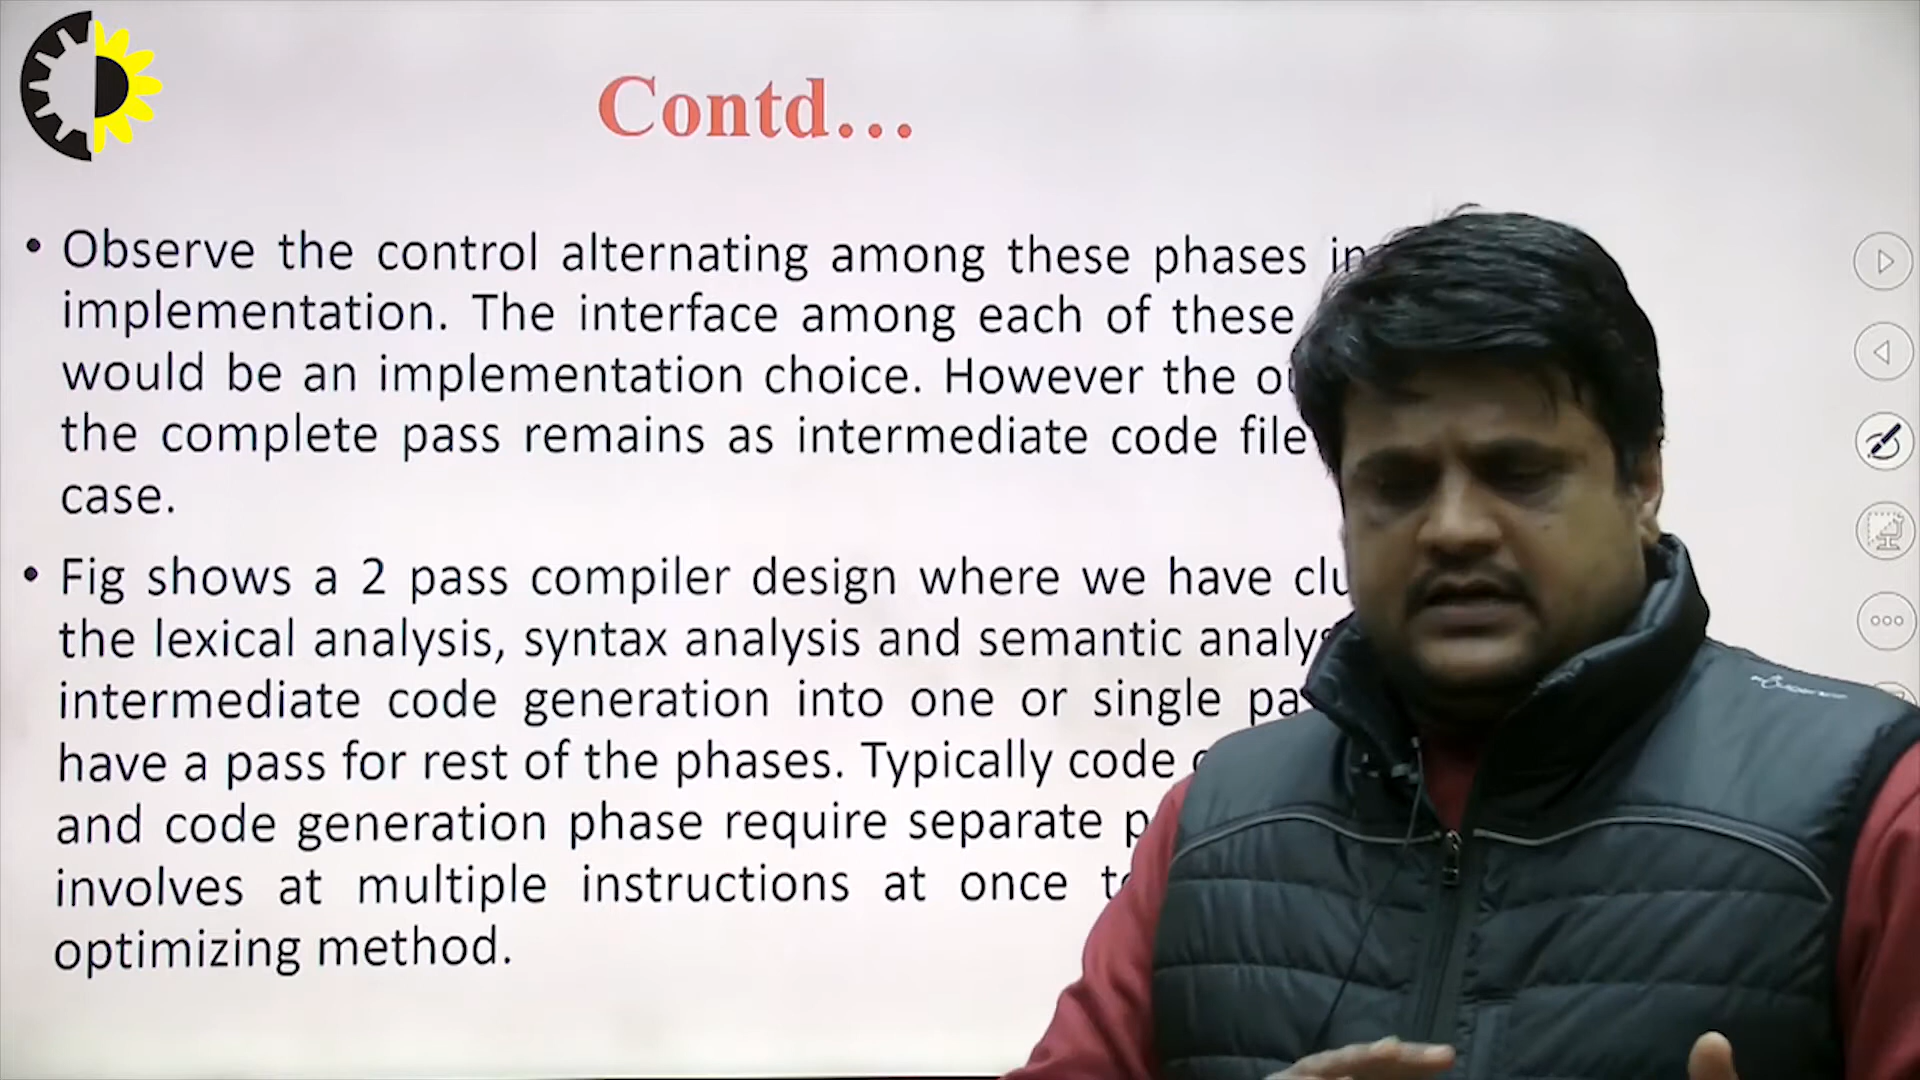 Contd...
• Observe the control alternating among these phases in
implementation. The interface among each of these
would be an implementation choice. However the
the complete pass remains as intermediate code file
case.
• Fig shows a 2 pass compiler design where we have
the lexical analysis, syntax analysis and semantic
intermediate code generation into one or single
have a pass for rest of the phases. Typically code
and code generation phase require separate
involves at multiple instructions at once
optimizing method.